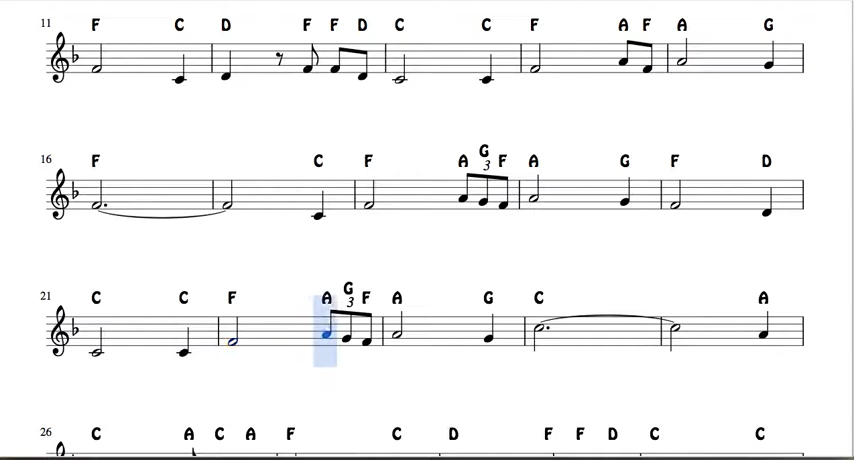 11 F C D F F D C C F A F A G
16 F C F A G F A G F D
3
21 C C F A G F A G C A
3
26 C A C A F C D F F D C C